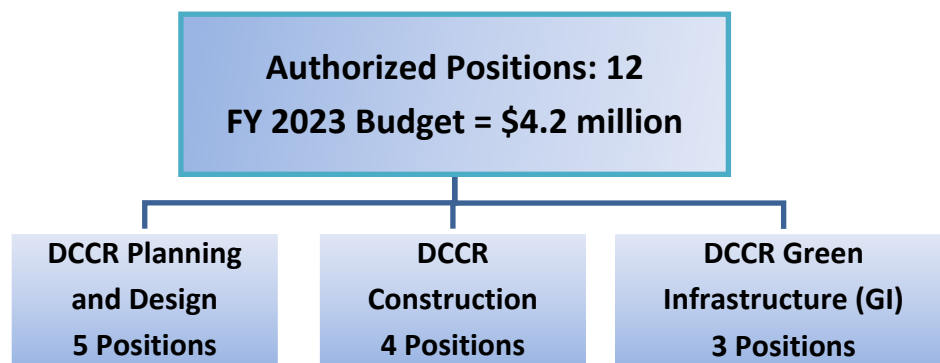 Authorized Positions: 12
FY 2023 Budget = $4.2 million
DCCR Planning
and Design
5 Positions
DCCR
Construction
4 Positions
DCCR Green
Infrastructure (GI)
3 Positions